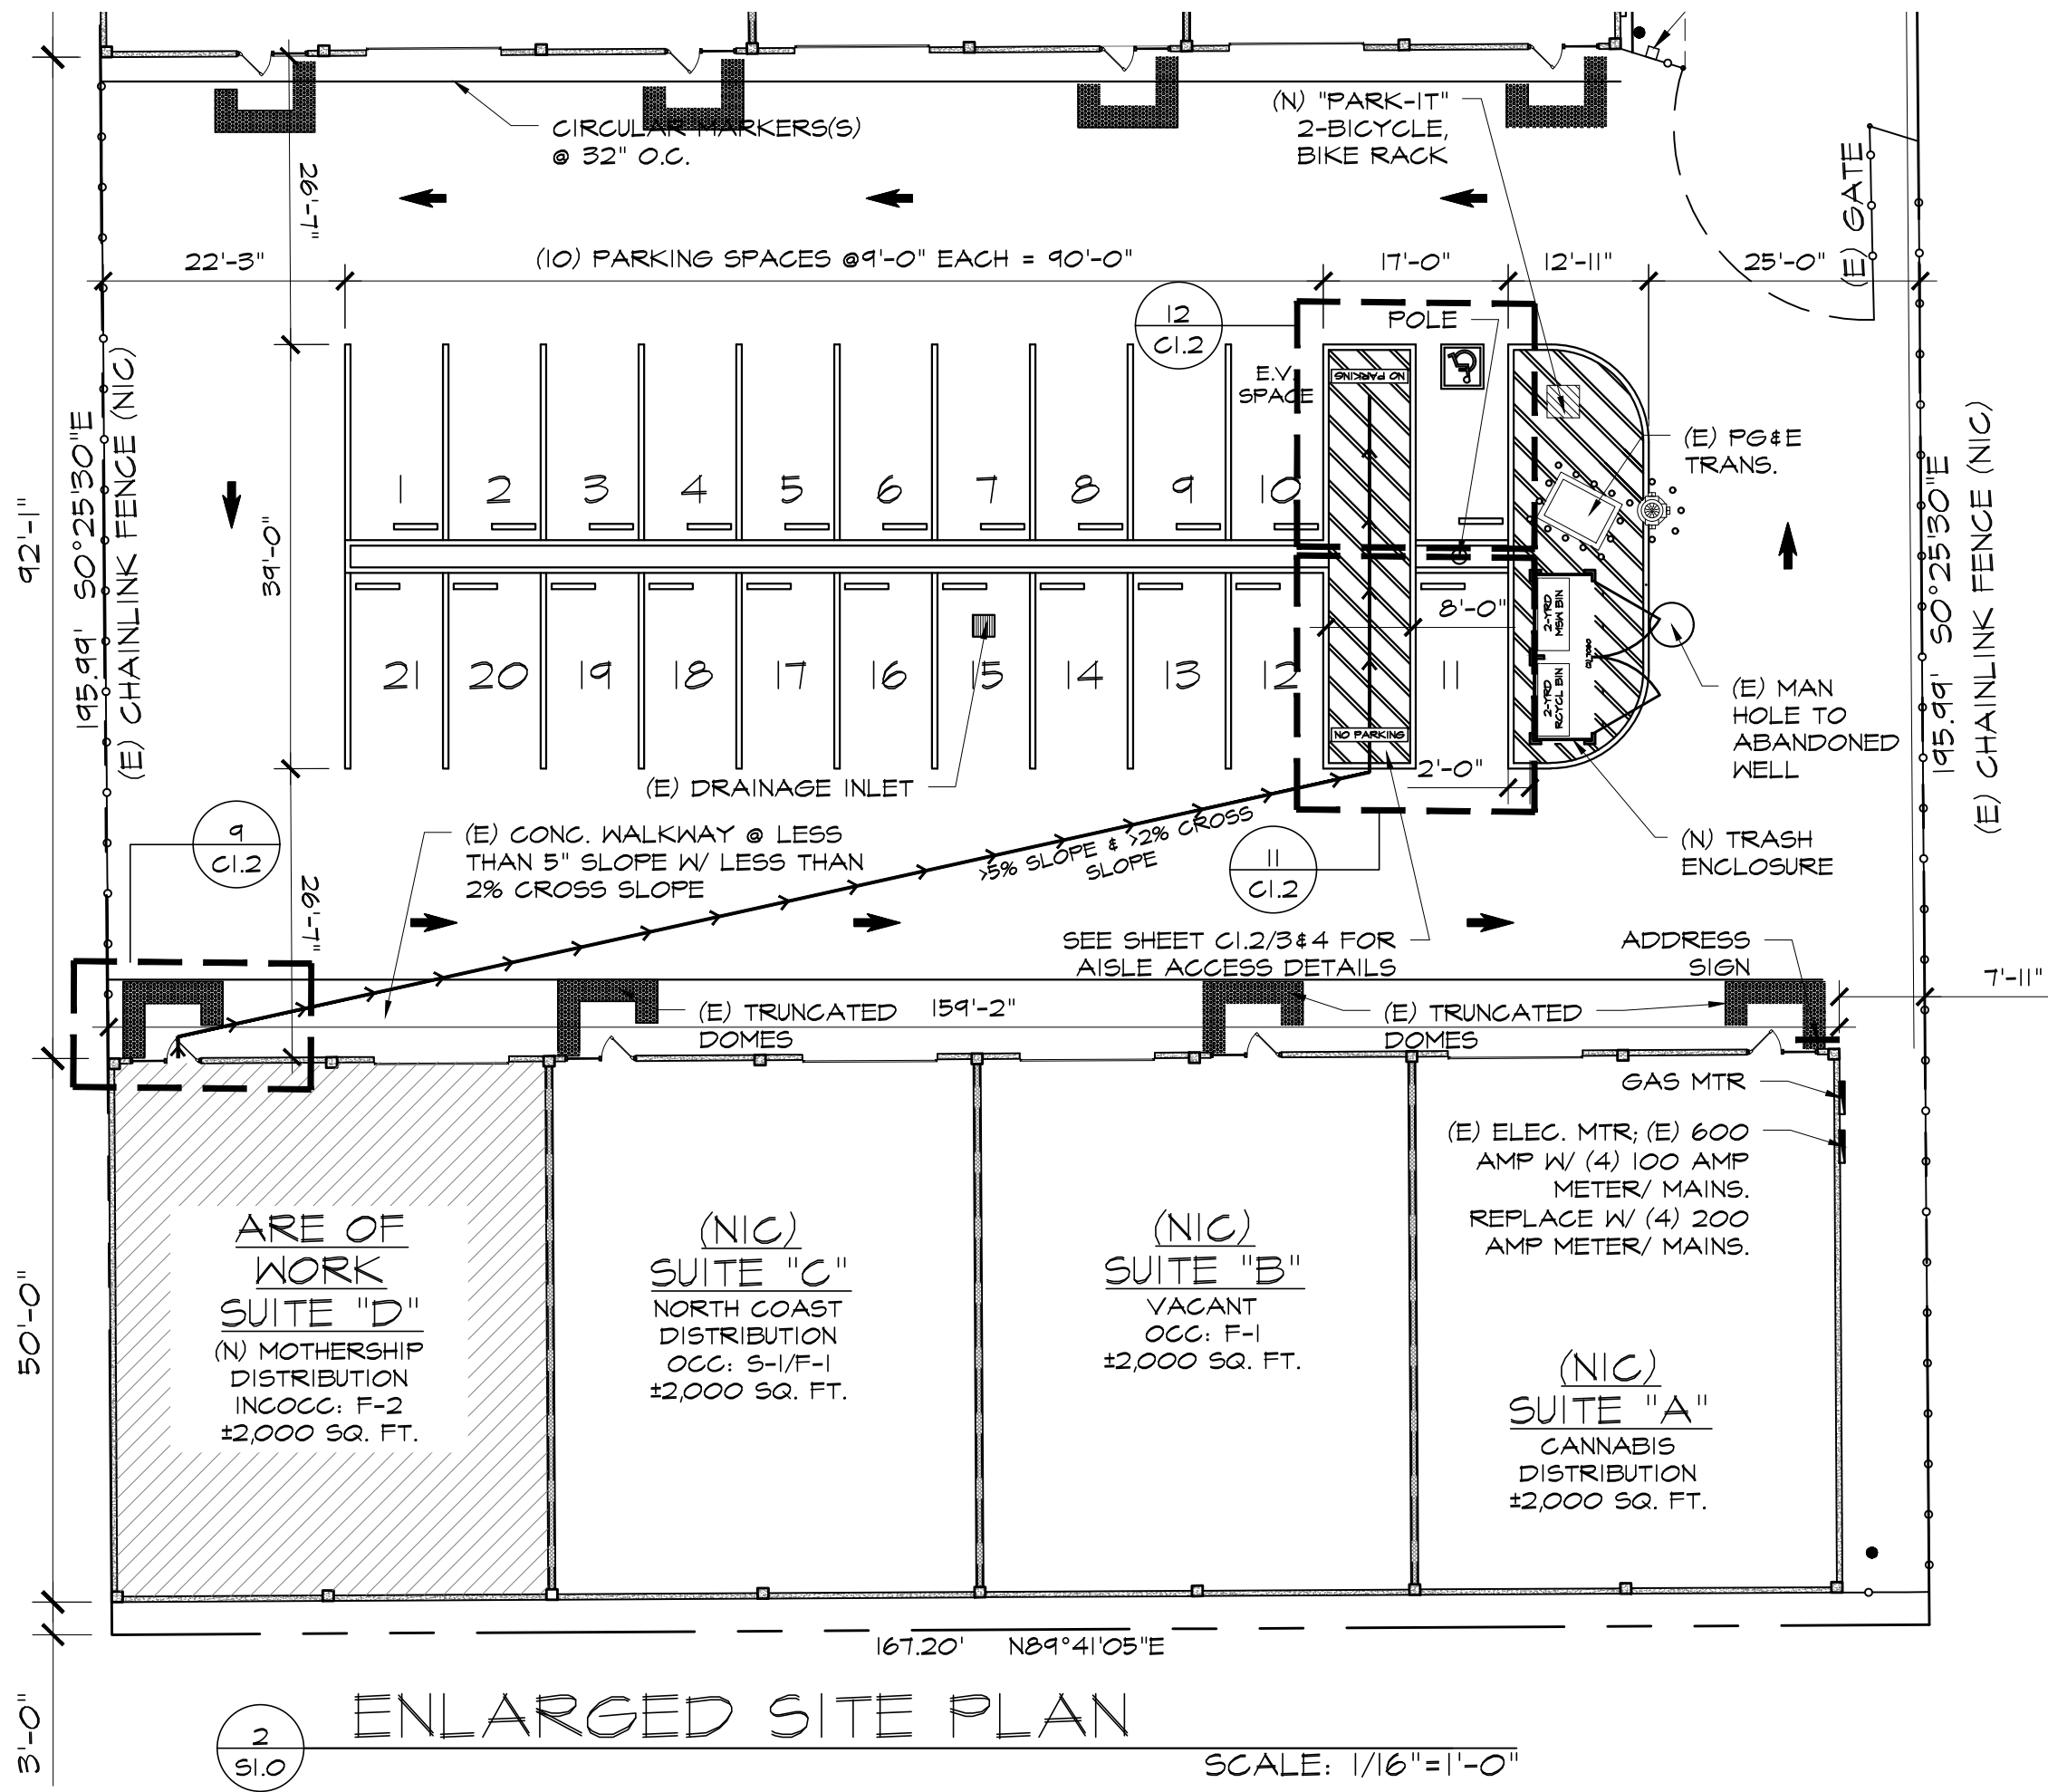 CIRCULAR MARKERS(S)
@ 32" O.C.
(N) "PARK-IT"
2-BICYCLE,
BIKE RACK
(E) GATE
26'-7"
22'-3"
(10) PARKING SPACES @9'-0" EACH = 90'-0"
17'-0"
12'-11"
25'-0"
12
C1.2
POLE
E.V.
SPACE
NO PARKING
(E) PG&E
TRANS.
92'-1"
195.99' S0°25'30"E
(E) CHAINLINK FENCE (NIC)
39'-0"
1 2 3 4 5 6 7 8 9 10
21 20 19 18 17 16 15 14 13 12 11
8'-0"
2-YRD
MSW BIN
2-YRD
RCYCL BIN
195.99' S0°25'30"E
(E) CHAINLINK FENCE (NIC)
NO PARKING
2'-0"
(E) MAN
HOLE TO
ABANDONED
WELL
(E) DRAINAGE INLET
(N) TRASH
ENCLOSURE
9
C1.2
(E) CONC. WALKWAY @ LESS
THAN 5" SLOPE W/ LESS THAN
2% CROSS SLOPE
>5% SLOPE & >2% CROSS
SLOPE
11
C1.2
26'-7"
SEE SHEET C1.2/3&4 FOR
AISLE ACCESS DETAILS
ADDRESS
SIGN
7'-11"
(E) TRUNCATED
DOMES
159'-2"
(E) TRUNCATED
DOMES
GAS MTR
(E) ELEC. MTR; (E) 600
AMP W/ (4) 100 AMP
METER/ MAINS.
REPLACE W/ (4) 200
AMP METER/ MAINS.
50'-0"
ARE OF
WORK
SUITE "D"
(N) MOTHERSHIP
DISTRIBUTION
INCOCC: F-2
±2,000 SQ. FT.
(NIC)
SUITE "C"
NORTH COAST
DISTRIBUTION
OCC: S-1/F-1
±2,000 SQ. FT.
(NIC)
SUITE "B"
VACANT
OCC: F-1
±2,000 SQ. FT.
(NIC)
SUITE "A"
CANNABIS
DISTRIBUTION
±2,000 SQ. FT.
167.20' N89°41'05"E
3'-0"
2
S1.0
ENLARGED SITE PLAN
SCALE: 1/16"=1'-0"